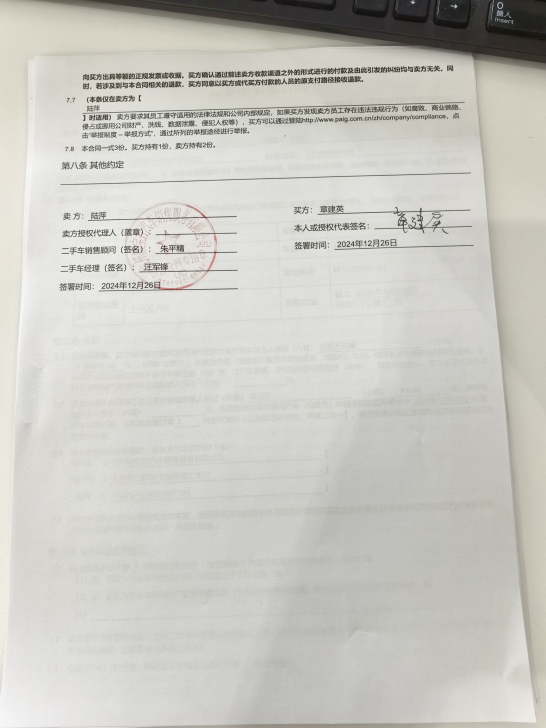 向买方出具等额的正规发票或收据。买方确认通过前述卖方收款渠道之外的形式进行的付款及由此引发的纠纷均与卖方无关。同
时，若涉及到与本合同相关的退款，买方同意以买方或代买方付款的人员的原支付路径接收退款。
7.7 (本条仅在卖方为【
陆萍
】时适用）卖方要求其员工遵守适用的法律法规和公司内部规定，如果买方发现卖方员工存在违法违规行为（如腐败、商业贿赂、
侵占或挪用公司财产、洗钱、数据泄露、侵犯人权等），买方可以通过登陆http://www.paig.com.cn/zh/company/compliance，点
击“举报制度 – 举报方式”，通过所列的举报途径进行举报。
7.8 本合同一式3份。买方持有1份，卖方持有2份。
第八条 其他约定
卖 方：陆萍
买方：章建英
卖方授权代理人（盖章）：
本人或授权代表签名：章建英
二手车销售顾问（签名）：朱平精
签署时间：2024年12月26日
二手车经理（签名）：汪军锋
签署时间：2024年12月26日
0
插入
Ins